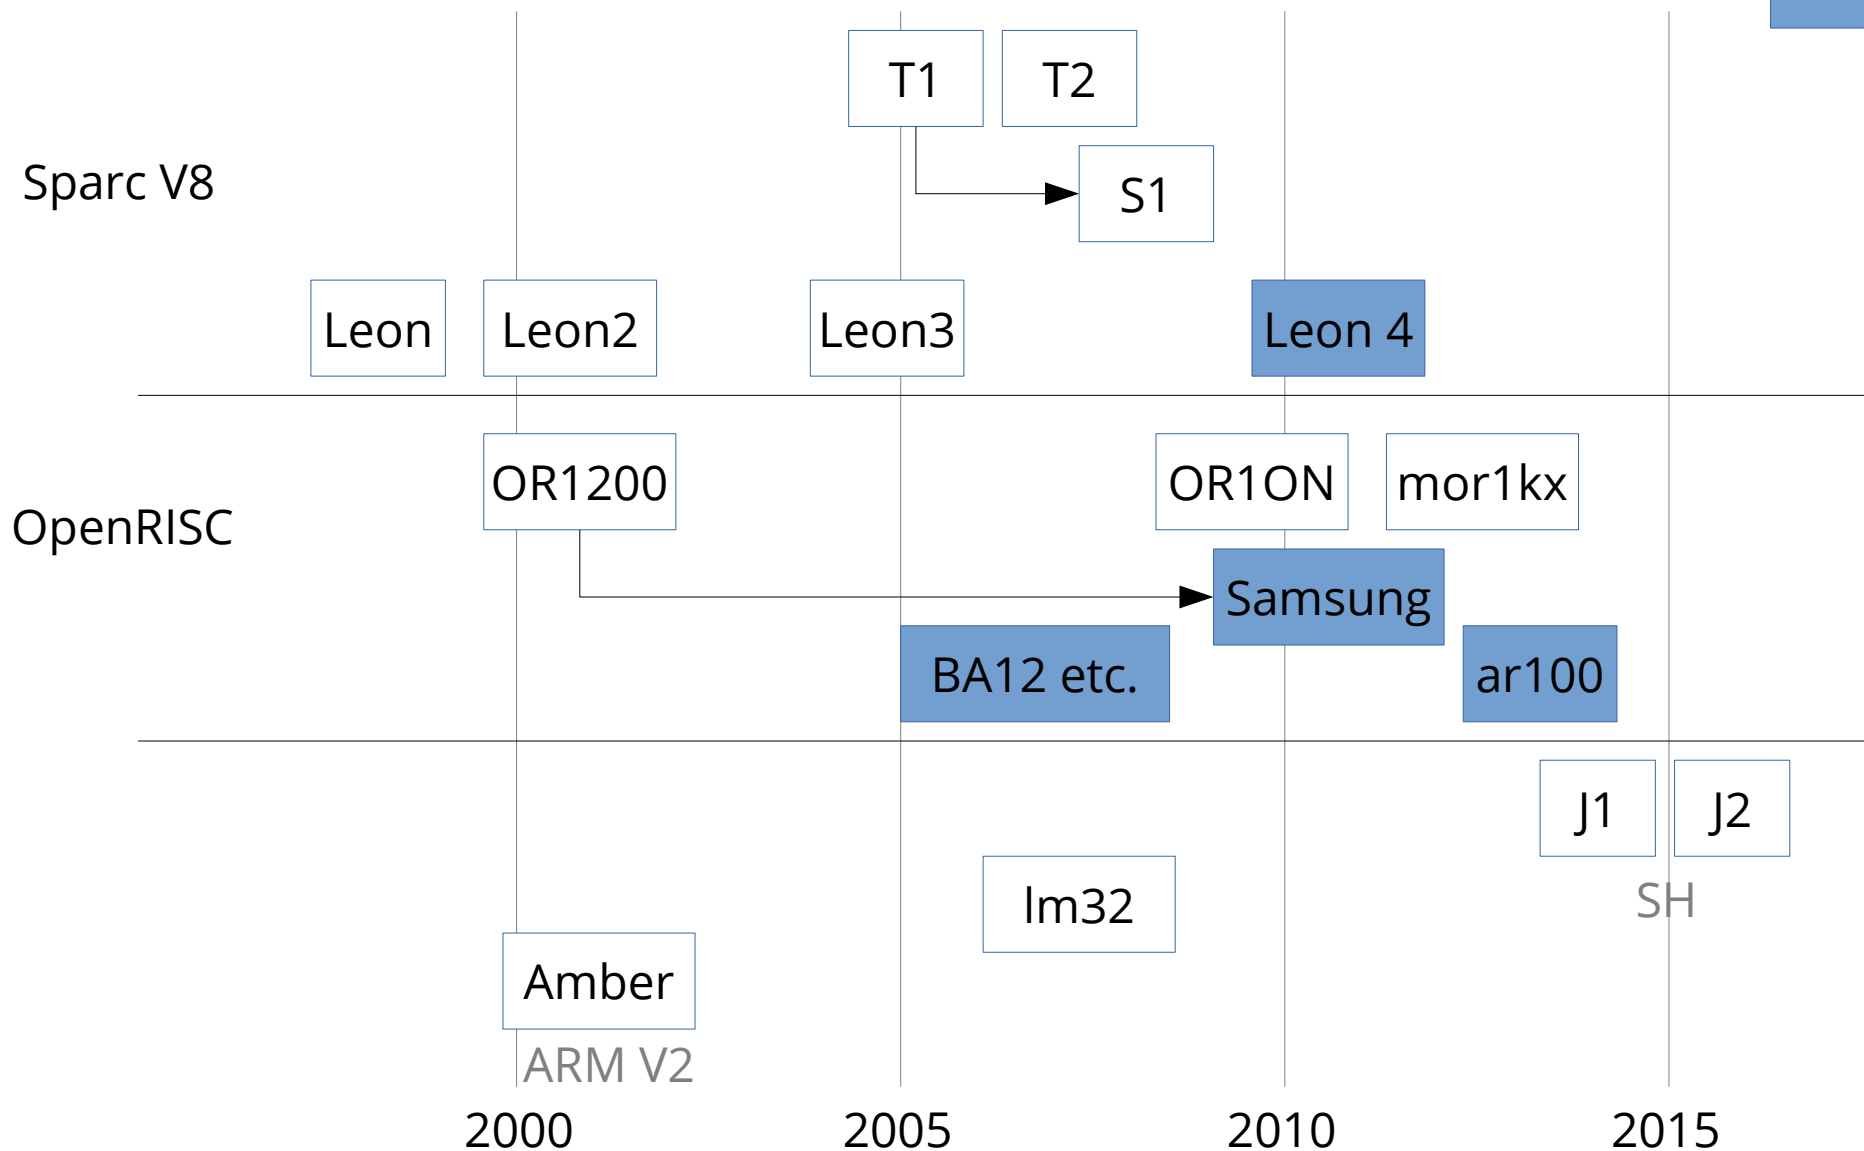 T1
T2
Sparc V8
S1
Leon
Leon2
Leon3
Leon 4
OR1200
OR1ON
mor1kx
OpenRISC
Samsung
BA12 etc.
ar100
J1
J2
lm32
SH
Amber
ARM V2
2000
2005
2010
2015